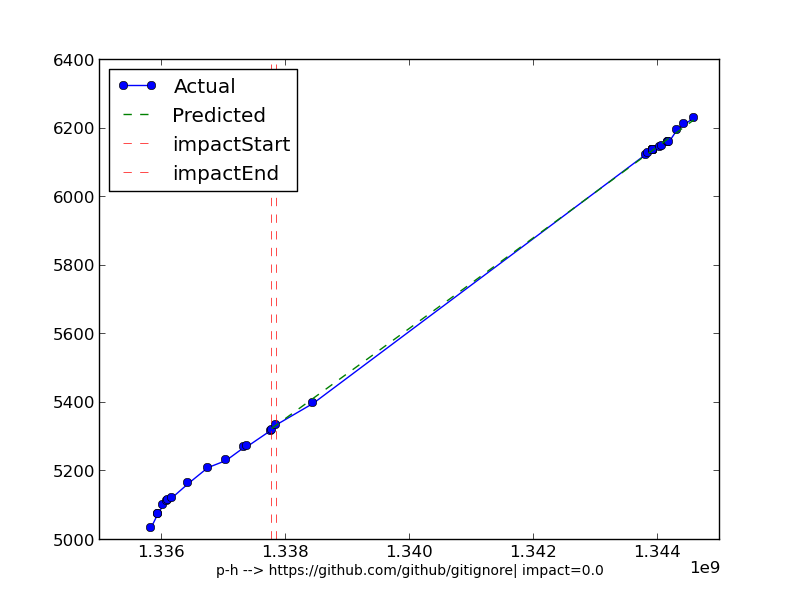 6400
6200
6000
5800
5600
5400
5200
5000
Actual
Predicted
impactStart
impactEnd
1.336 1.338 1.340 1.342 1.344
1e9
p-h --> https://github.com/github/gitignore| impact=0.0